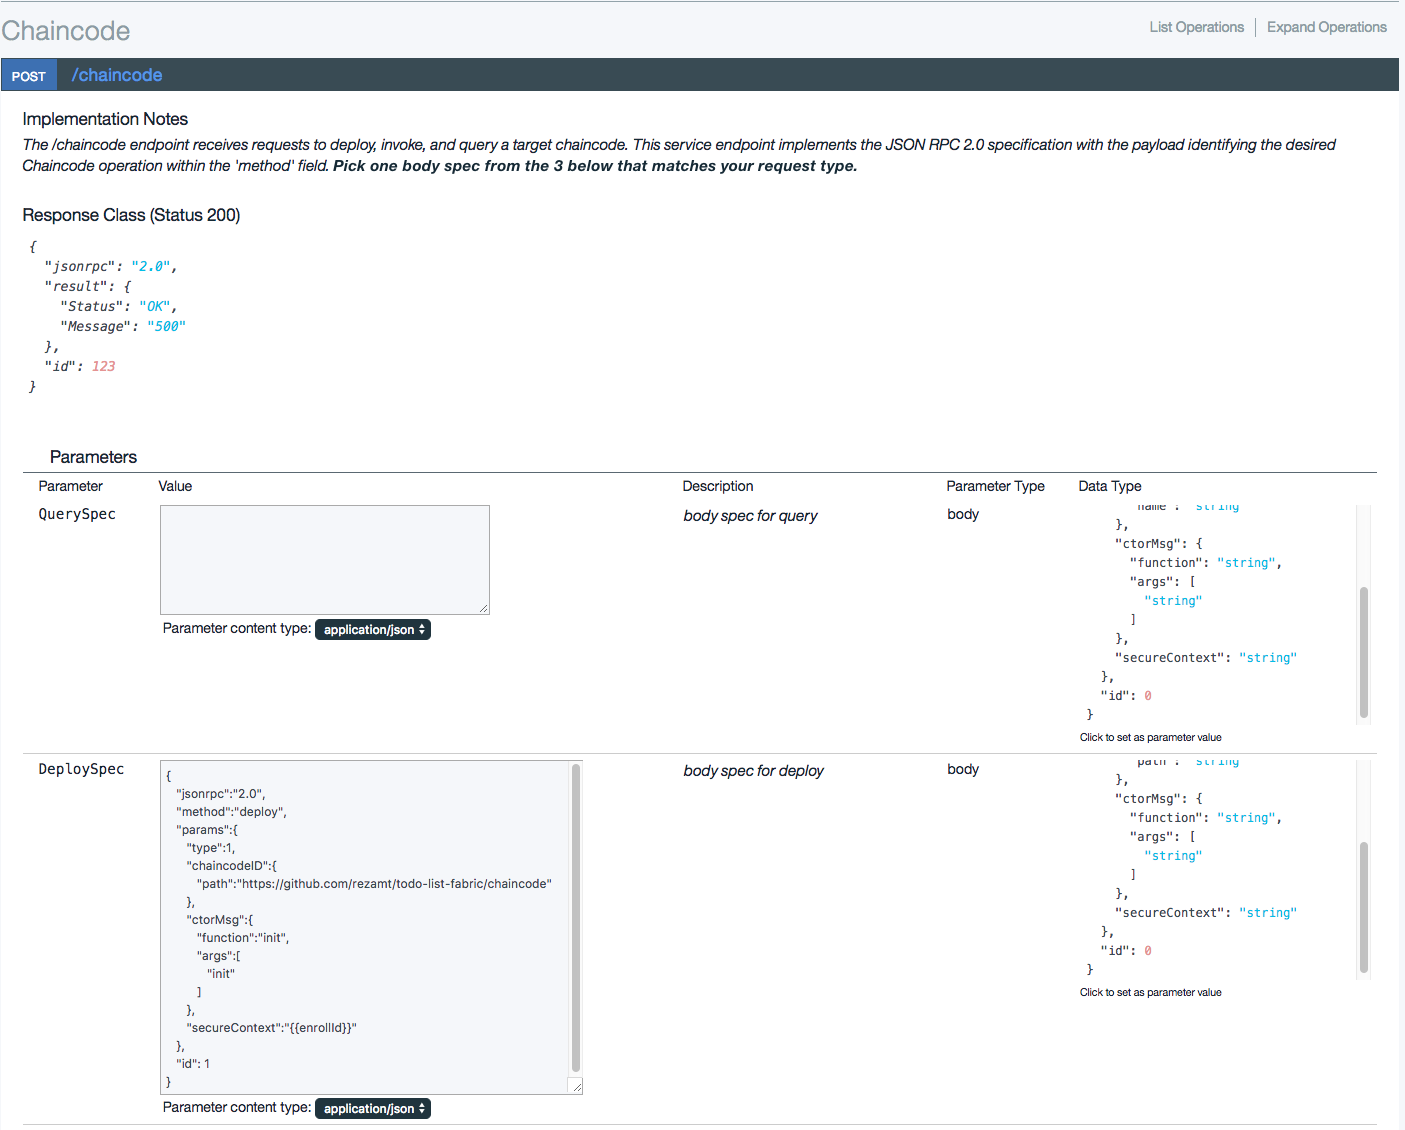 Chaincode
List Operations
Expand Operations
POST /chaincode
Implementation Notes
The /chaincode endpoint receives requests to deploy, invoke, and query a target chaincode. This service endpoint implements the JSON RPC 2.0 specification with the payload identifying the desired
Chaincode operation within the 'method' field. Pick one body spec from the 3 below that matches your request type.
Response Class (Status 200)
{
"jsonrpc": "2.0",
"result": {
"Status": "OK",
"Message": "500"
},
"id": 123
}
Parameters
Parameter Value Description Parameter Type Data Type
QuerySpec
Parameter content type: application/json
body spec for query
body
"name": "string"
},
"ctorMsg": {
"function": "string",
"args": [
"string"
]
},
"secureContext": "string"
},
"id": 0
}
Click to set as parameter value
DeploySpec
{
"jsonrpc":"2.0",
"method":"deploy",
"params":{
"type":1,
"chaincodeID":{
"path":"https://github.com/rezamt/todo-list-fabric/chaincode"
},
"ctorMsg":{
"function":"init",
"args":[
"init"
]
},
"secureContext":"{{enrollId}}"
},
"id": 1
}
Parameter content type: application/json
body spec for deploy
body
"path": "string"
},
"ctorMsg": {
"function": "string",
"args": [
"string"
]
},
"secureContext": "string"
},
"id": 0
}
Click to set as parameter value